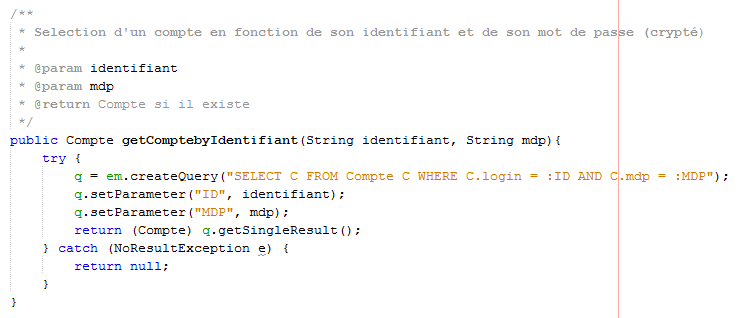 /**
 * Selection d'un compte en fonction de son identifiant et de son mot de passe (crypté)
 *
 * @param identifiant
 * @param mdp
 * @return Compte si il existe
 */
public Compte getComptebyIdentifiant(String identifiant, String mdp){
    try {
        q = em.createQuery("SELECT C FROM Compte C WHERE C.login = :ID AND C.mdp = :MDP");
        q.setParameter("ID", identifiant);
        q.setParameter("MDP", mdp);
        return (Compte) q.getSingleResult();
    } catch (NoResultException e) {
        return null;
    }
}